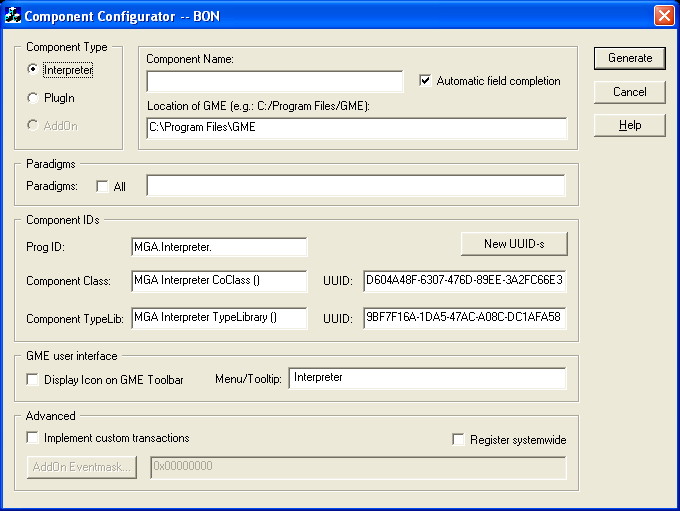 Component Configurator -- BON
Component Type
Interpreter
PlugIn
AddOn
Component Name:
Automatic field completion
Location of GME (e.g.: C:/Program Files/GME):
C:\Program Files\GME
Generate
Cancel
Help
Paradigms
Paradigms: All
Component IDs
Prog ID: MGA.Interpreter. New UUID-s
Component Class: MGA Interpreter CoClass () UUID: D604A48F-6307-476D-89EE-3A2FC66E3
Component TypeLib: MGA Interpreter TypeLibrary () UUID: 9BF7F16A-1DA5-47AC-A08C-DC1AFA58
GME user interface
Display Icon on GME Toolbar Menu/Tooltip: Interpreter
Advanced
Implement custom transactions Register systemwide
AddOn Eventmask... 0x00000000